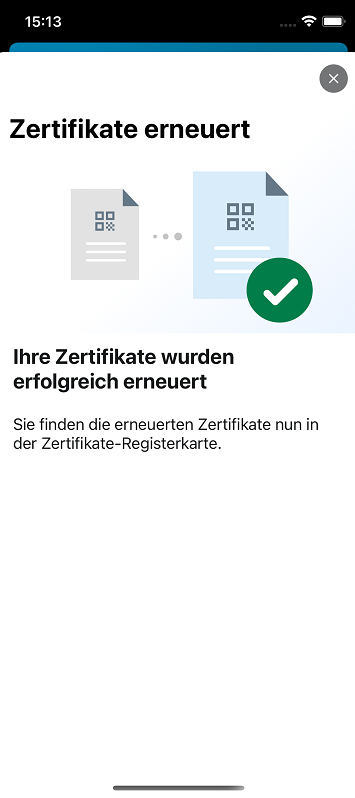 15:13
Zertifikate erneuert
Ihre Zertifikate wurden
erfolgreich erneuert
Sie finden die erneuerten Zertifikate nun in
der Zertifikate-Registerkarte.